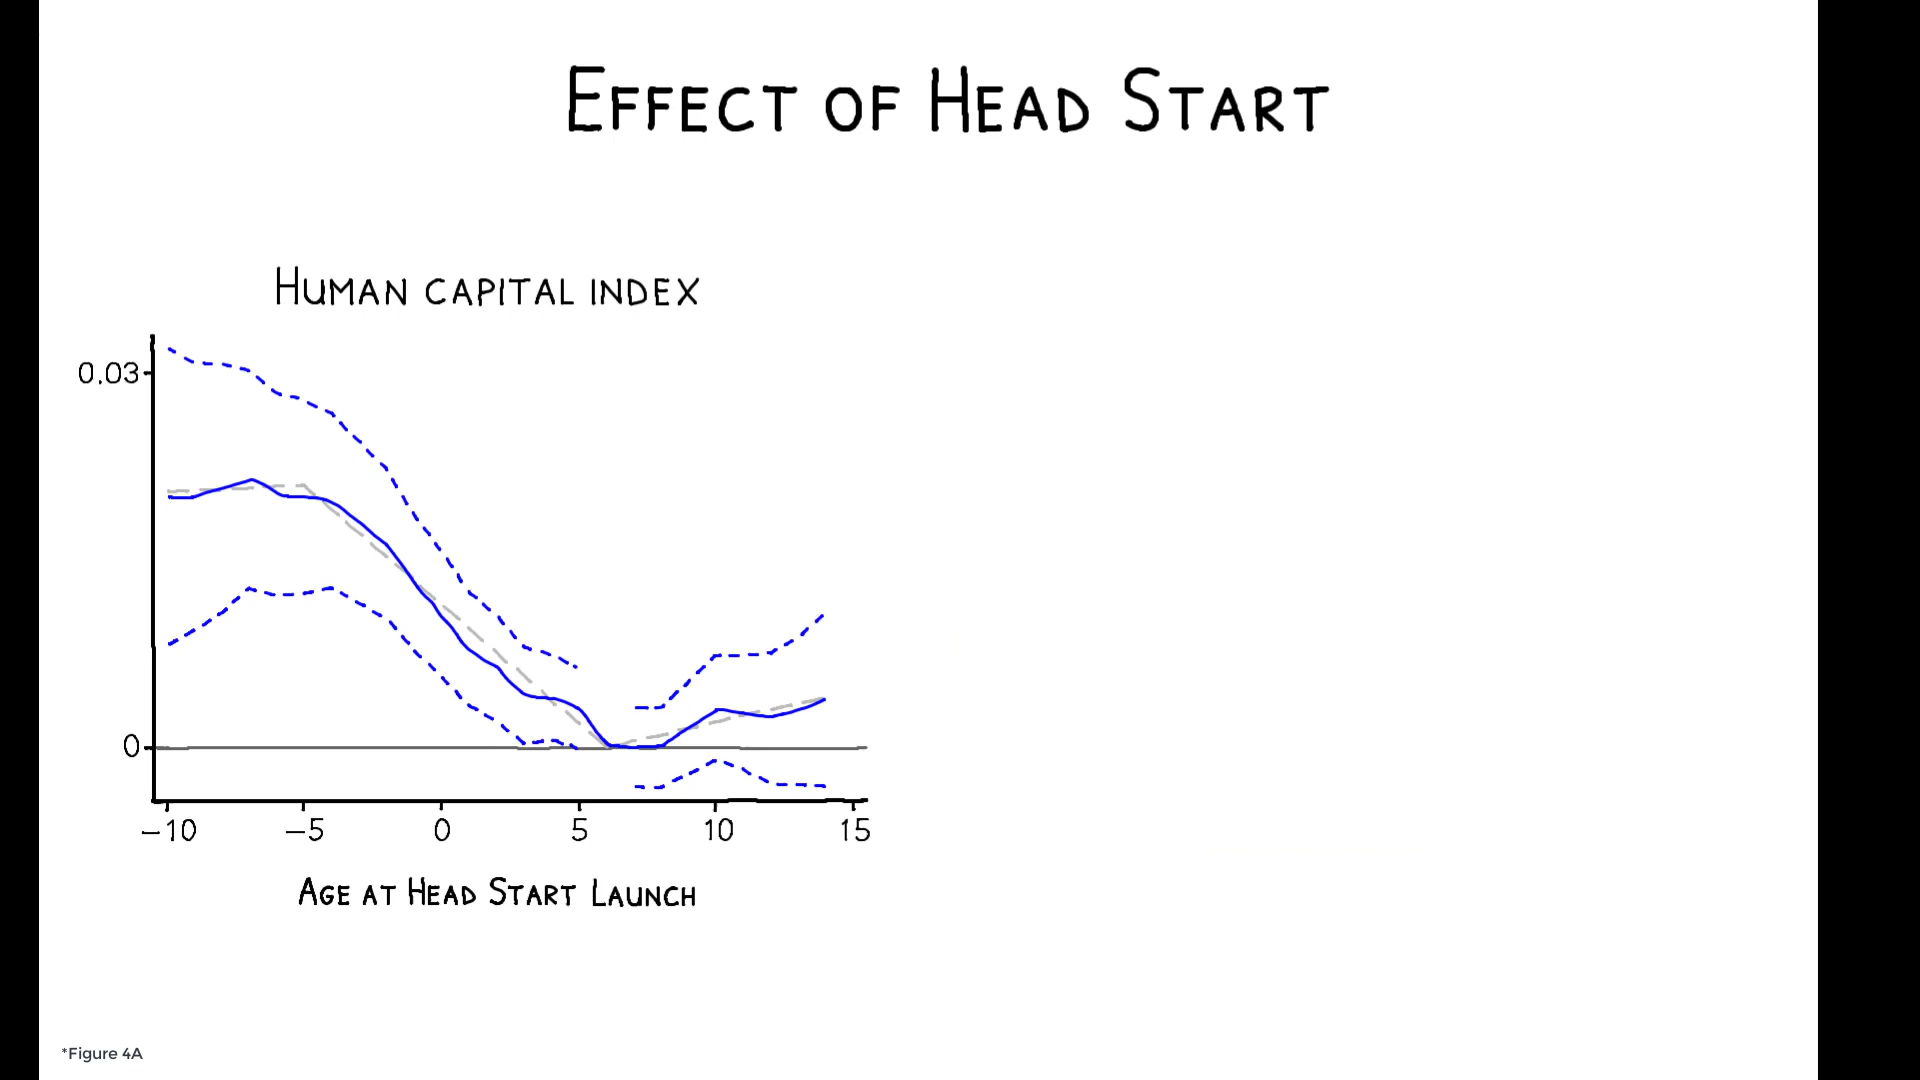 EFFECT OF HEAD START
HUMAN CAPITAL INDEX
0.03
0
−10 −5 0 5 10 15
AGE AT HEAD START LAUNCH
*Figure 4A